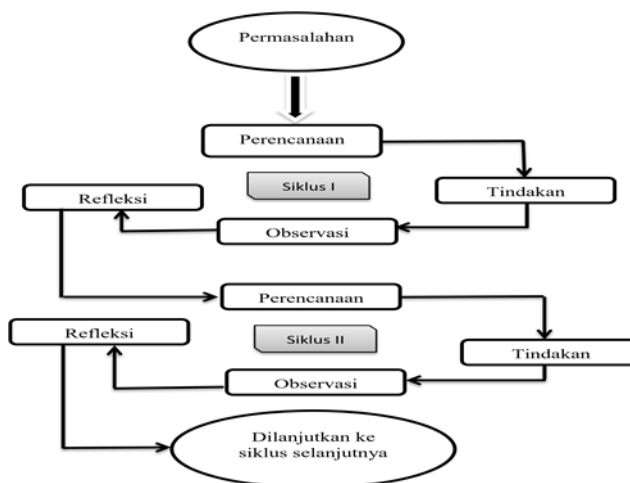 Permasalahan
Perencanaan
Siklus I
Tindakan
Refleksi
Observasi
Perencanaan
Refleksi
Siklus II
Tindakan
Observasi
Dilanjutkan ke
siklus selanjutnya